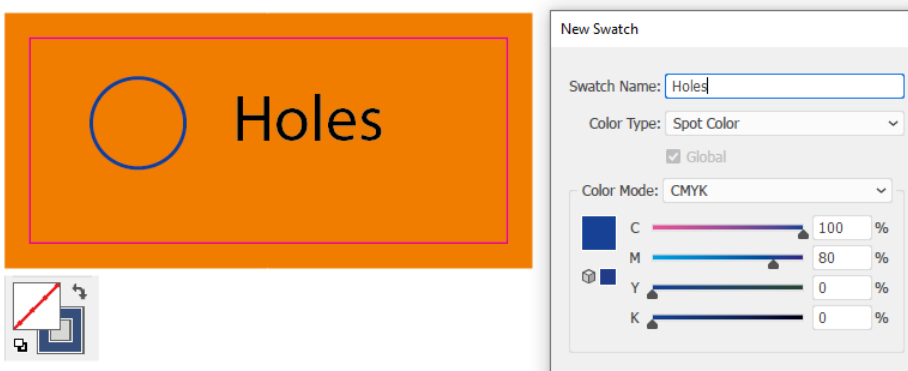 Holes
New Swatch
Swatch Name: Holes
Color Type: Spot Color
Global
Color Mode: CMYK
C 100 %
M 80 %
Y 0 %
K 0 %